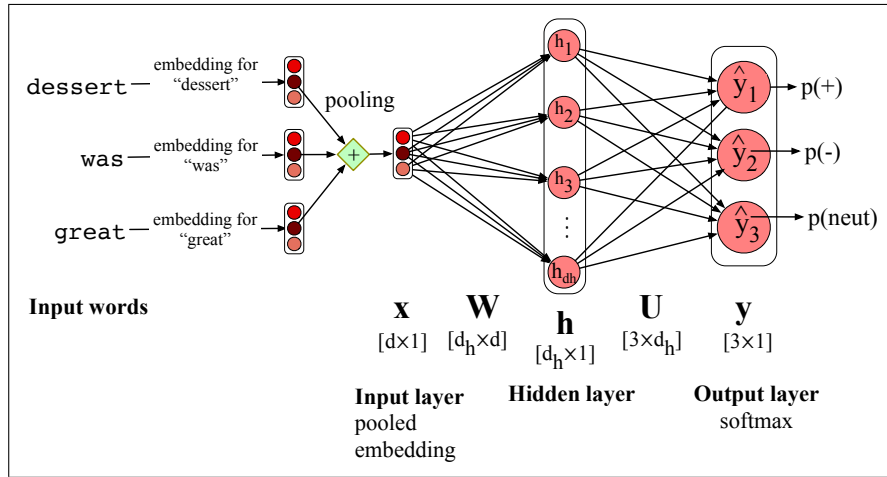 dessert
embedding for
"dessert"
pooling
was
embedding for
"was"
+
great
embedding for
"great"
h1
h2
h3
⋮
hdh
ŷ1
ŷ2
ŷ3
p(+)
p(-)
p(neut)
Input words
x
W
h
U
y
[d×1]
[dh×d]
[dh×1]
[3×dh]
[3×1]
Input layer
pooled
embedding
Hidden layer
Output layer
softmax